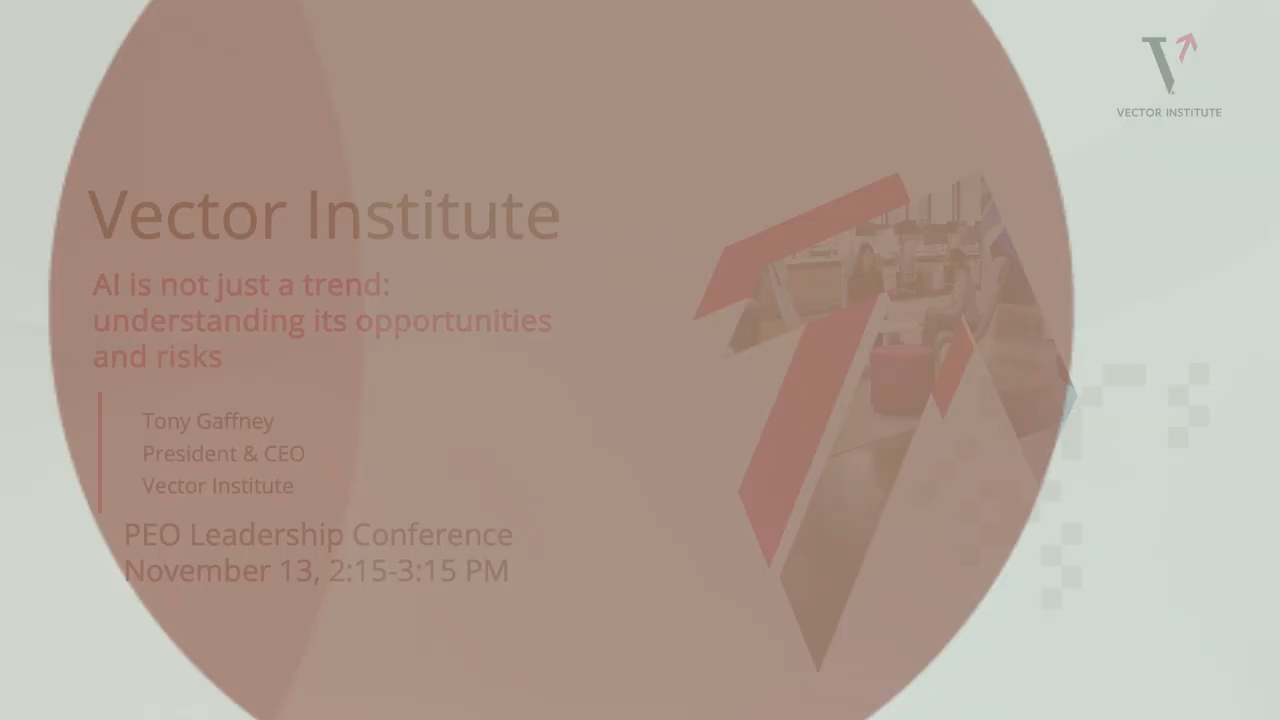 VECTOR INSTITUTE
Vector Institute
AI is not just a trend:
understanding its opportunities
and risks
Tony Gaffney
President & CEO
Vector Institute
PEO Leadership Conference
November 13, 2:15-3:15 PM